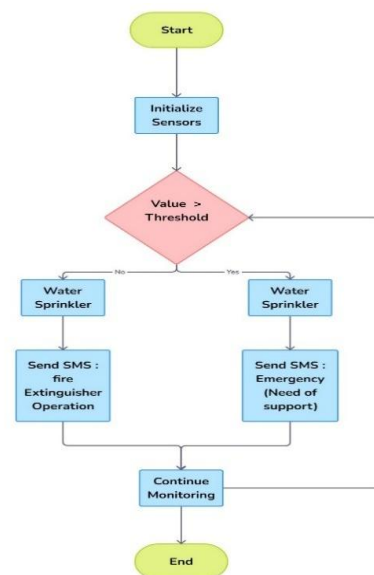 Start
Initialize
Sensors
Value >
Threshold
No
Yes
Water
Sprinkler
Water
Sprinkler
Send SMS :
fire
Extinguisher
Operation
Send SMS :
Emergency
(Need of
support)
Continue
Monitoring
End